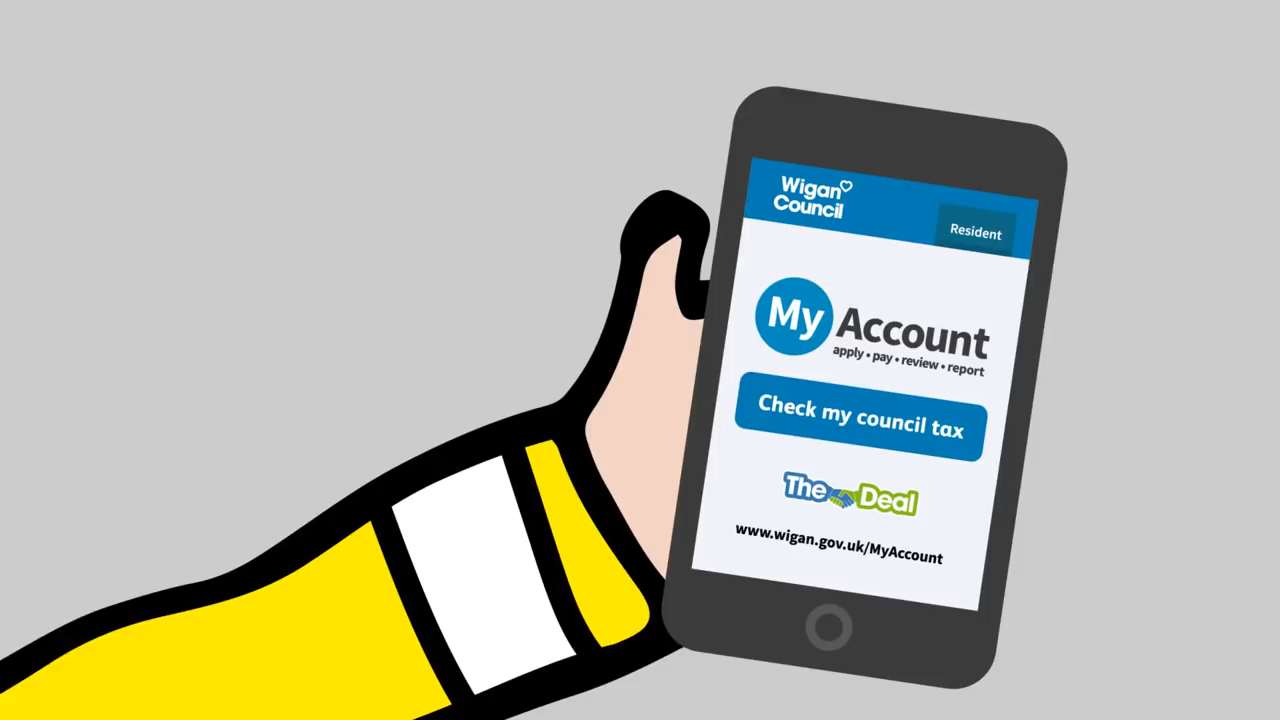 Wigan
Council
Resident
My Account
apply • pay • review • report
Check my council tax
The Deal
www.wigan.gov.uk/MyAccount